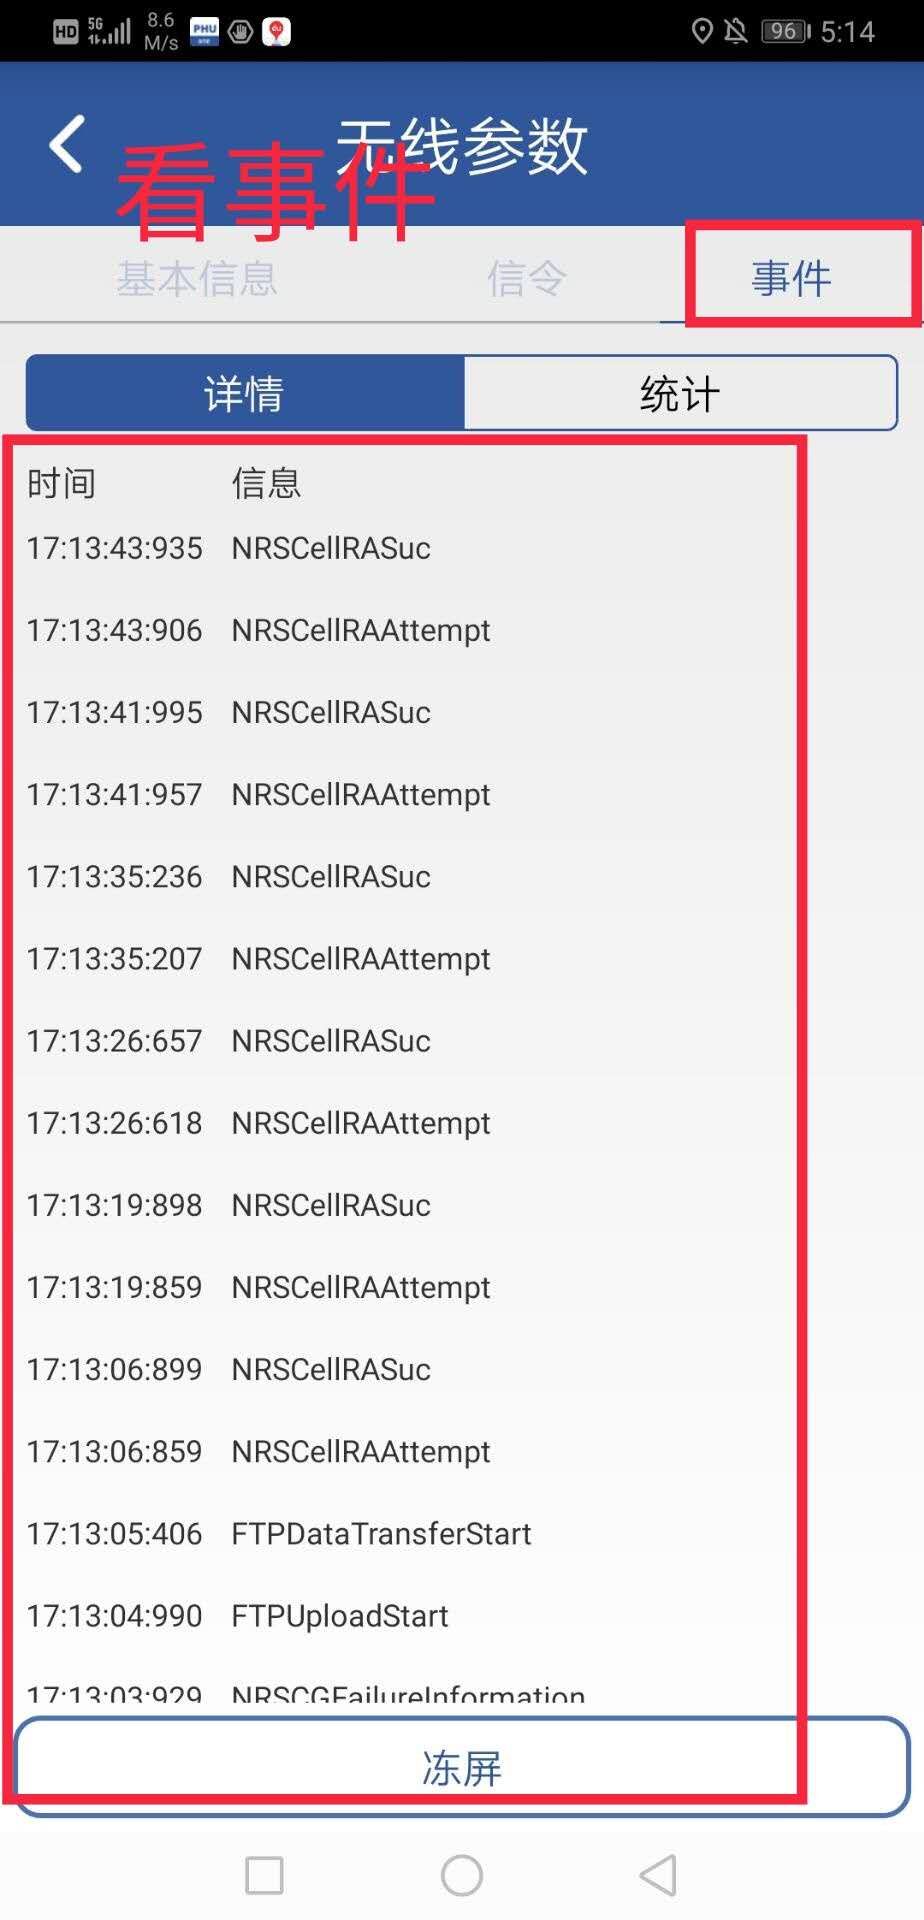 HD 5G 8.6 M/s PHU 96 5:14
无线参数
看事件
基本信息 信令 事件
详情 统计
时间 信息
17:13:43:935 NRSCellRASuc
17:13:43:906 NRSCellRAAttempt
17:13:41:995 NRSCellRASuc
17:13:41:957 NRSCellRAAttempt
17:13:35:236 NRSCellRASuc
17:13:35:207 NRSCellRAAttempt
17:13:26:657 NRSCellRASuc
17:13:26:618 NRSCellRAAttempt
17:13:19:898 NRSCellRASuc
17:13:19:859 NRSCellRAAttempt
17:13:06:899 NRSCellRASuc
17:13:06:859 NRSCellRAAttempt
17:13:05:406 FTPDataTransferStart
17:13:04:990 FTPUploadStart
17:13:03:929 NRSCGFailureInformation
冻屏